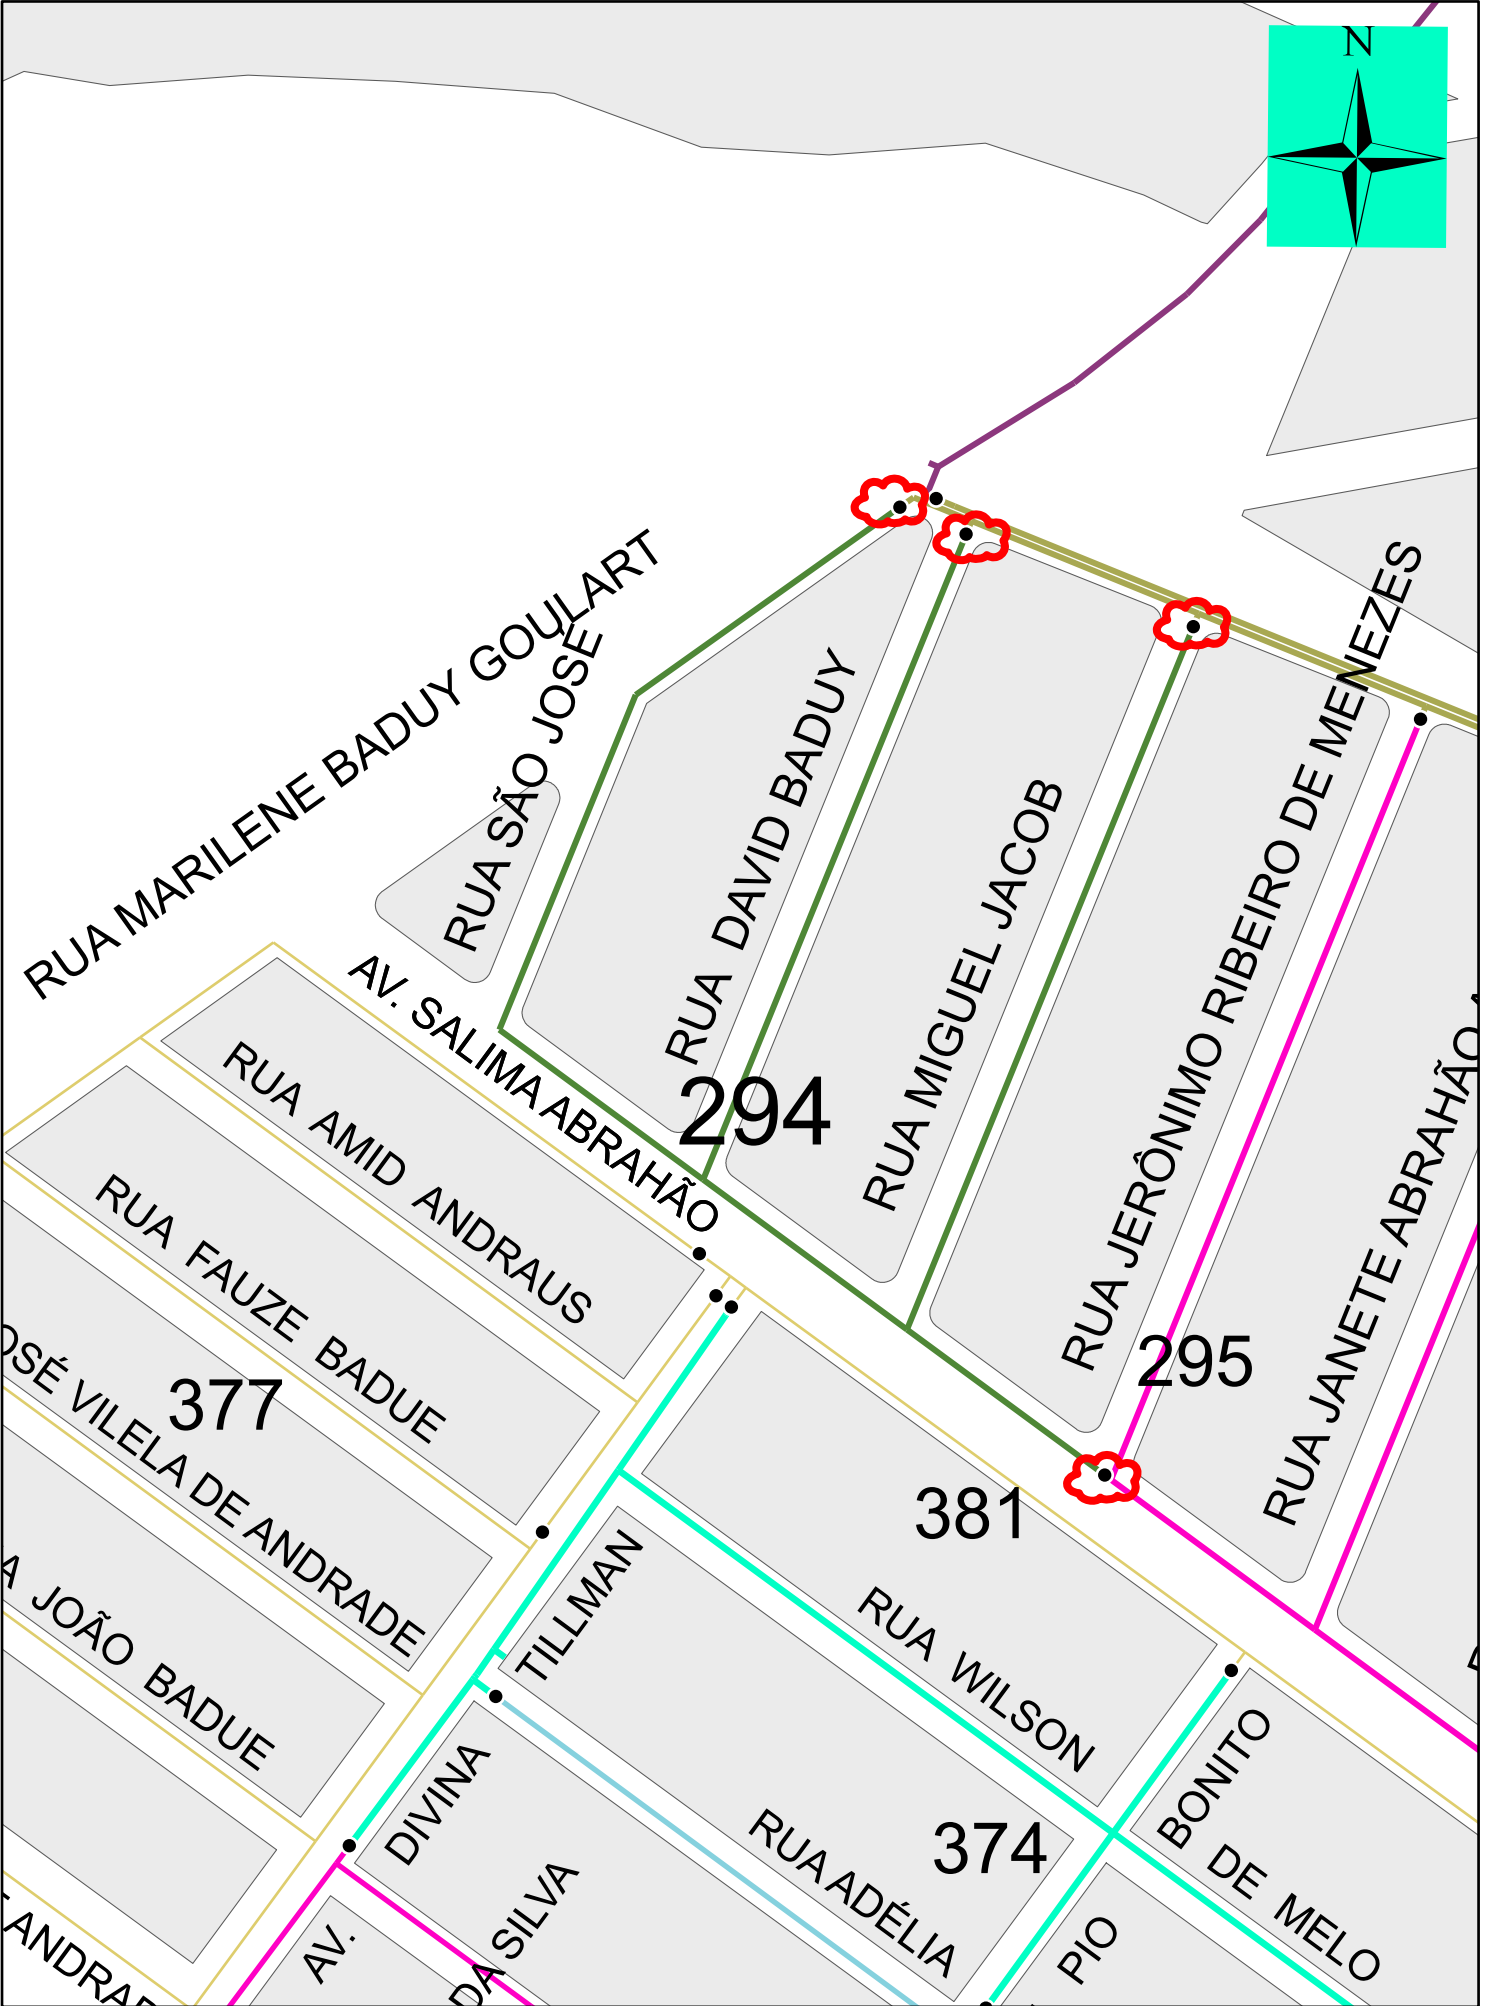 N
RUA MARILENE BADUY GOULART
RUA SÃO JOSÉ
RUA DAVID BADUY
RUA MIGUEL JACOB
RUA JERÔNIMO RIBEIRO DE MENEZES
RUA JANETE ABRAHÃO
AV. SALIMA ABRAHÃO
294
RUA AMID ANDRAUS
RUA FAUZE BADUE
295
377
OSÉ VILELA DE ANDRADE
381
A JOÃO BADUE
TILLMAN
RUA WILSON
BONITO
DIVINA
374
RUA ADÉLIA
DE MELO
DA SILVA
AV.
PIO
ANDRA